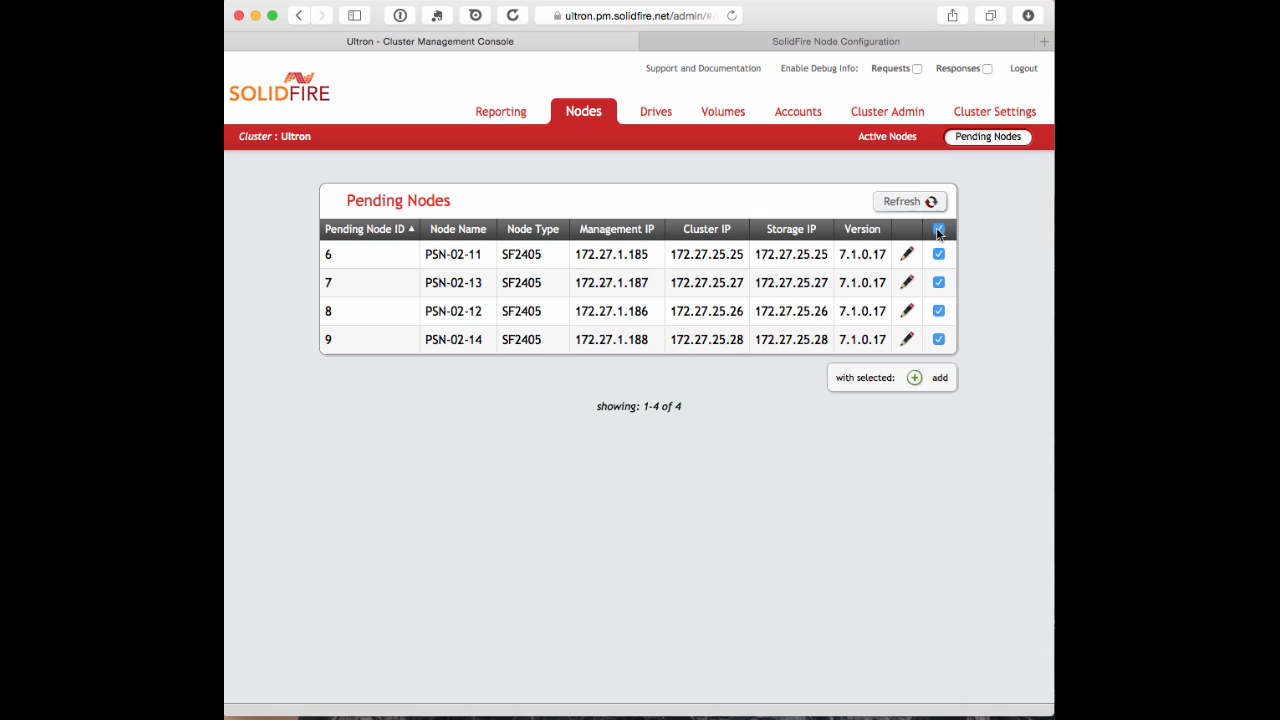 ultron.pm.solidfire.net/admin/#/
Ultron - Cluster Management Console SolidFire Node Configuration
Support and Documentation Enable Debug Info: Requests Responses Logout
SOLIDFIRE
Reporting Nodes Drives Volumes Accounts Cluster Admin Cluster Settings
Cluster : Ultron Active Nodes Pending Nodes
Pending Nodes Refresh
Pending Node ID Node Name Node Type Management IP Cluster IP Storage IP Version
6 PSN-02-11 SF2405 172.27.1.185 172.27.25.25 172.27.25.25 7.1.0.17
7 PSN-02-13 SF2405 172.27.1.187 172.27.25.27 172.27.25.27 7.1.0.17
8 PSN-02-12 SF2405 172.27.1.186 172.27.25.26 172.27.25.26 7.1.0.17
9 PSN-02-14 SF2405 172.27.1.188 172.27.25.28 172.27.25.28 7.1.0.17
with selected: add
showing: 1-4 of 4